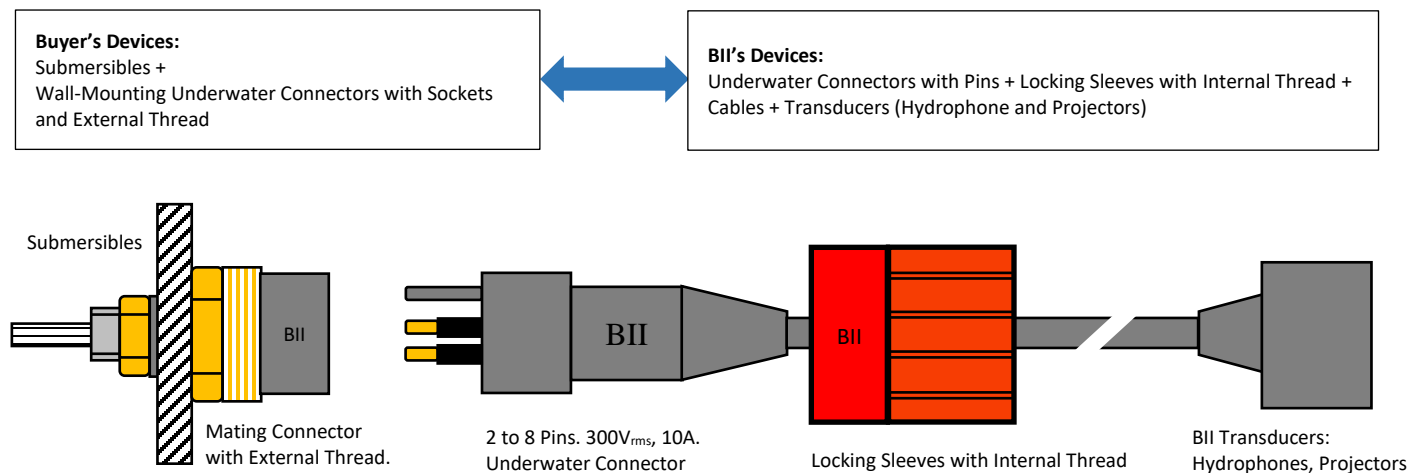 Buyer's Devices:
Submersibles +
Wall-Mounting Underwater Connectors with Sockets
and External Thread
BII's Devices:
Underwater Connectors with Pins + Locking Sleeves with Internal Thread +
Cables + Transducers (Hydrophone and Projectors)
Submersibles
BII
BII
BII
Mating Connector
with External Thread.
2 to 8 Pins. 300Vrms, 10A.
Underwater Connector
Locking Sleeves with Internal Thread
BII Transducers:
Hydrophones, Projectors